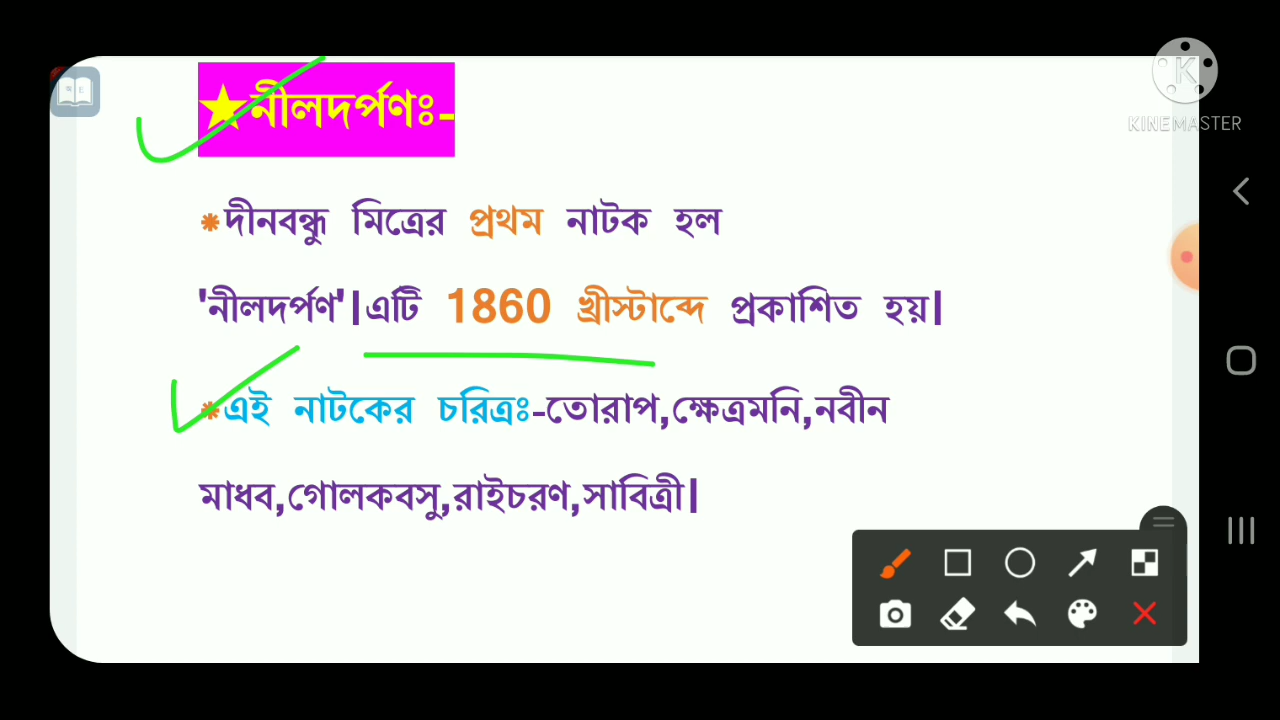 ★নীলদর্পণঃ-
KINEMASTER
*দীনবন্ধু মিত্রের প্রথম নাটক হল
'নীলদর্পণ'|এটি 1860 খ্রীস্টাব্দে প্রকাশিত হয়|
*এই নাটকের চরিত্রঃ-তোরাপ,ক্ষেত্রমনি,নবীন
মাধব,গোলকবসু,রাইচরণ,সাবিত্রী|